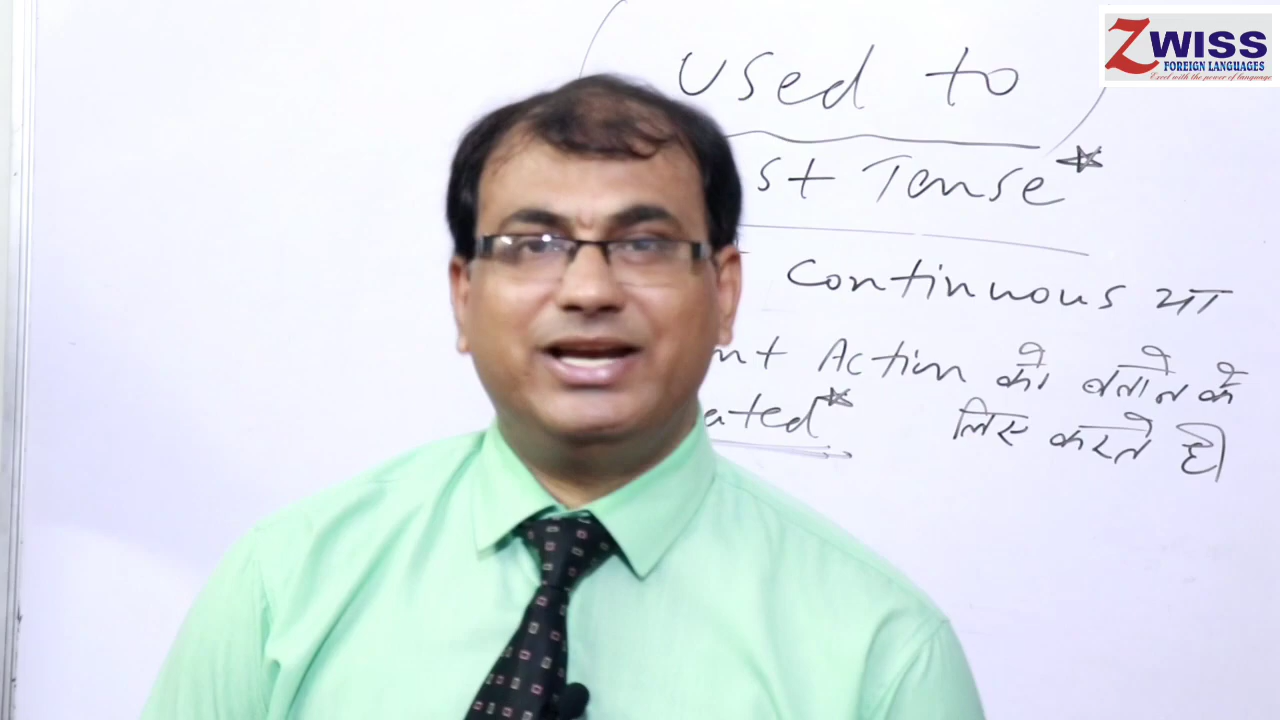 ZWISS
FOREIGN LANGUAGES
Excel with the power of language
used to
st Tense*
continuous या
nt Action को बताने के
ated* लिए करते है।